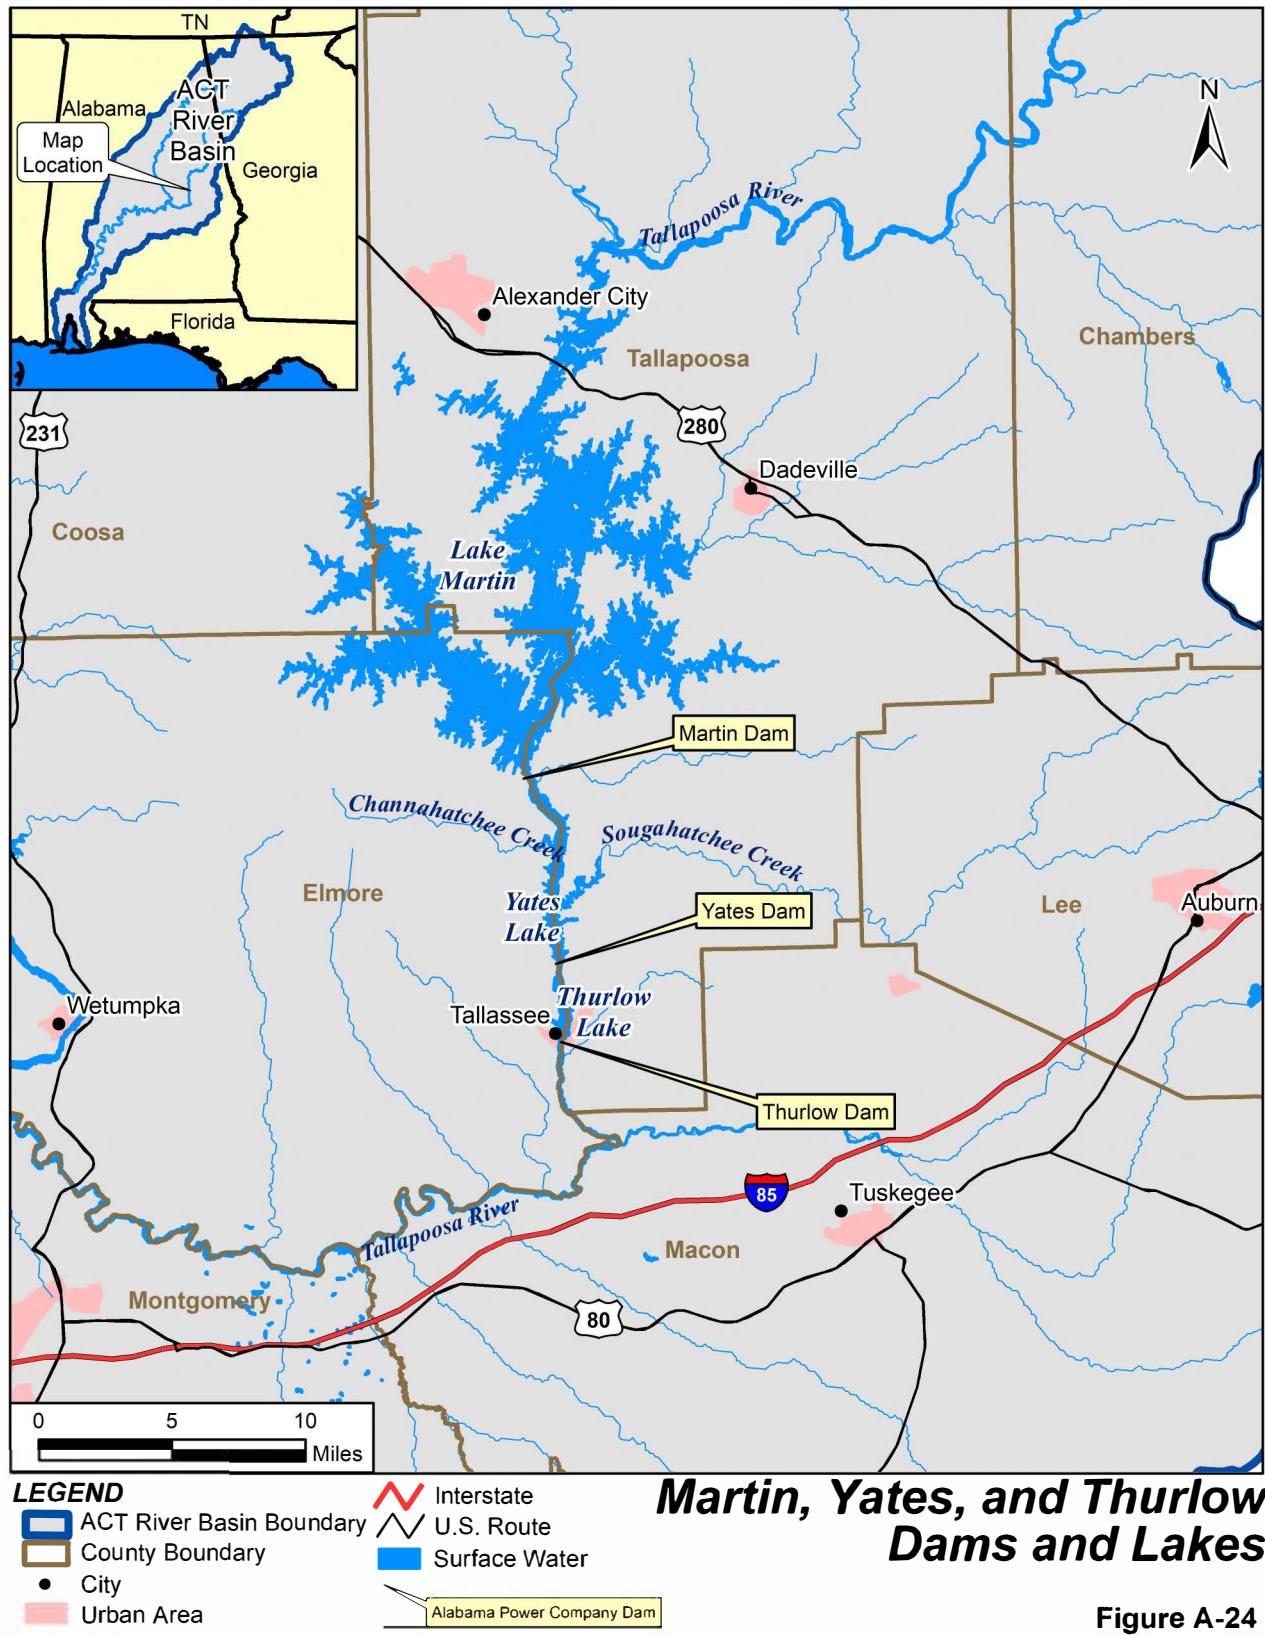 TN
ACT
River
Basin
Alabama
Map
Location
Georgia
Florida
N
Tallapoosa River
Alexander City
Tallapoosa
Chambers
231
280
Dadeville
Coosa
Lake
Martin
Martin Dam
Channahatchee Creek
Sougahatchee Creek
Elmore
Yates
Lake
Yates Dam
Lee
Auburn
Wetumpka
Tallassee
Thurlow
Lake
Thurlow Dam
85
Tuskegee
Tallapoosa River
Macon
Montgomery
80
0 5 10
Miles
LEGEND
ACT River Basin Boundary
County Boundary
City
Urban Area
Interstate
U.S. Route
Surface Water
Alabama Power Company Dam
Martin, Yates, and Thurlow
Dams and Lakes
Figure A-24